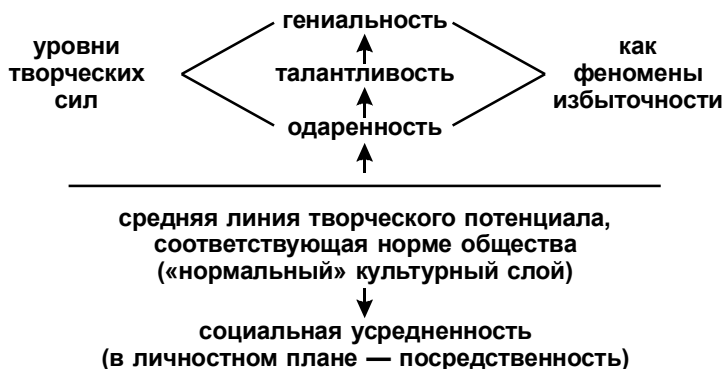 гениальность
уровни
творческих
сил
талантливость
одаренность
как
феномены
избыточности
средняя линия творческого потенциала,
соответствующая норме общества
(«нормальный» культурный слой)
социальная усредненность
(в личностном плане — посредственность)